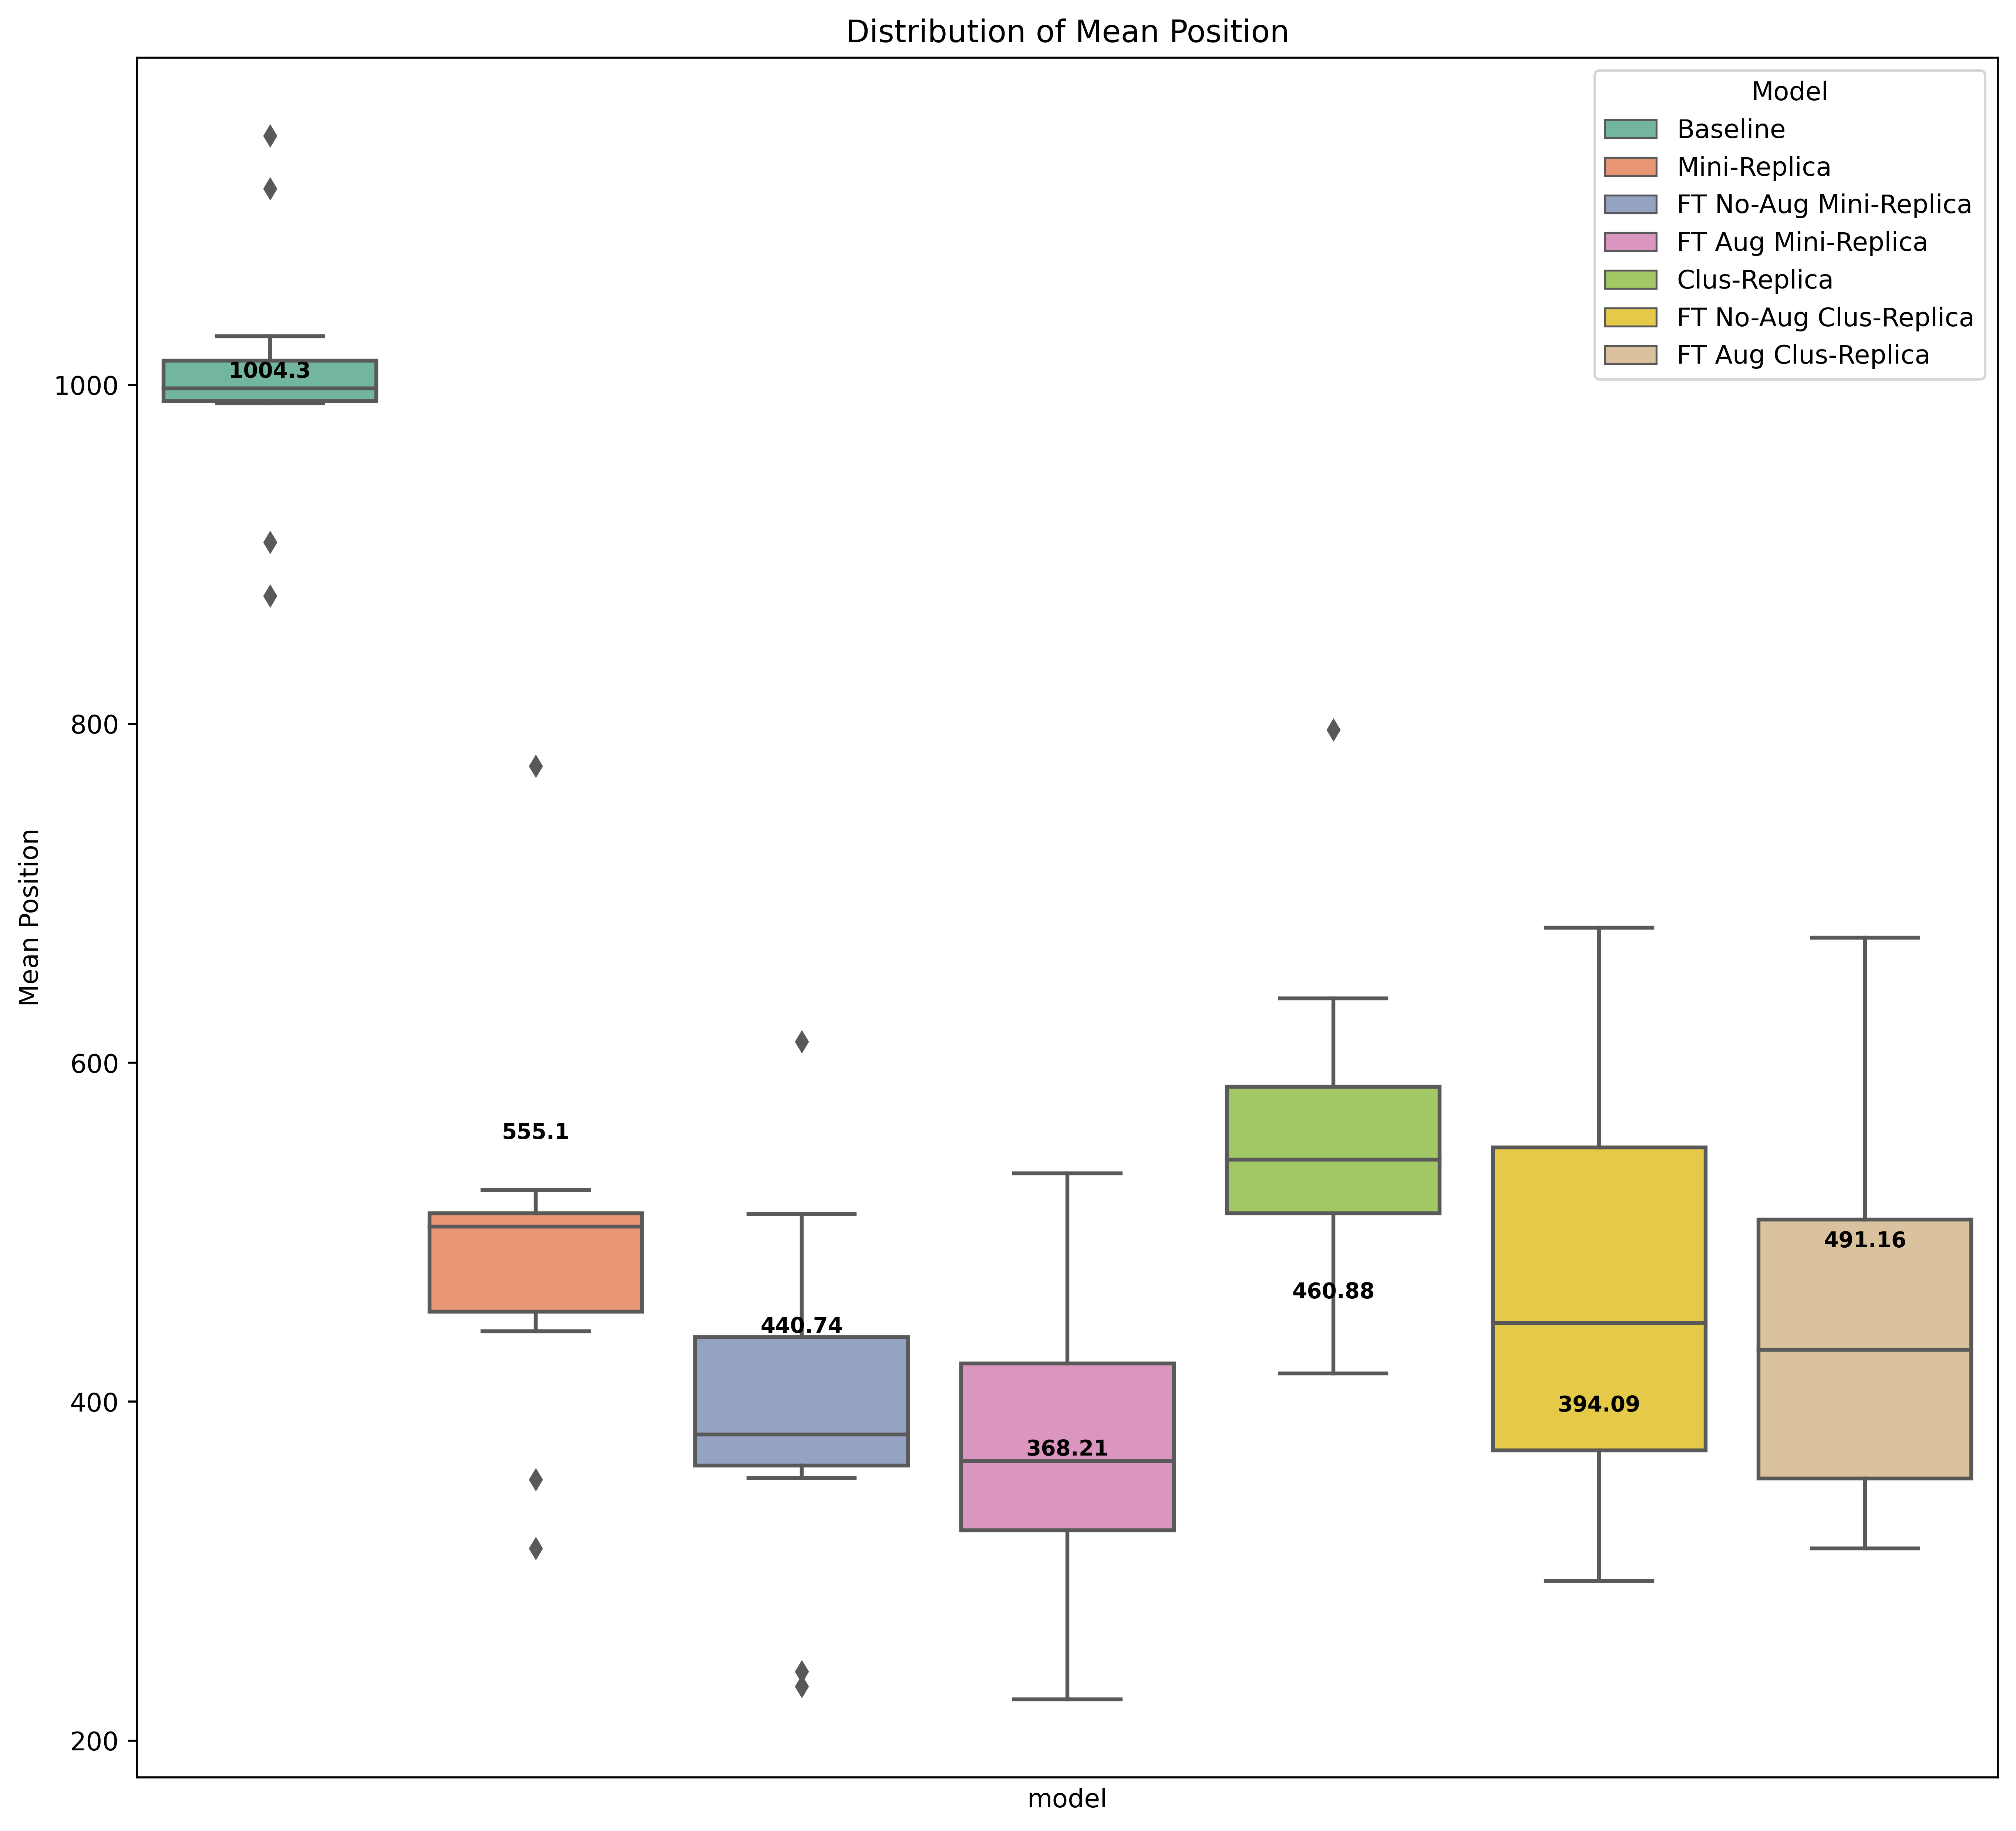 Distribution of Mean Position
Model
Baseline
Mini-Replica
FT No-Aug Mini-Replica
FT Aug Mini-Replica
Clus-Replica
FT No-Aug Clus-Replica
FT Aug Clus-Replica
Mean Position
1000
800
600
400
200
1004.3
555.1
440.74
368.21
460.88
394.09
491.16
model